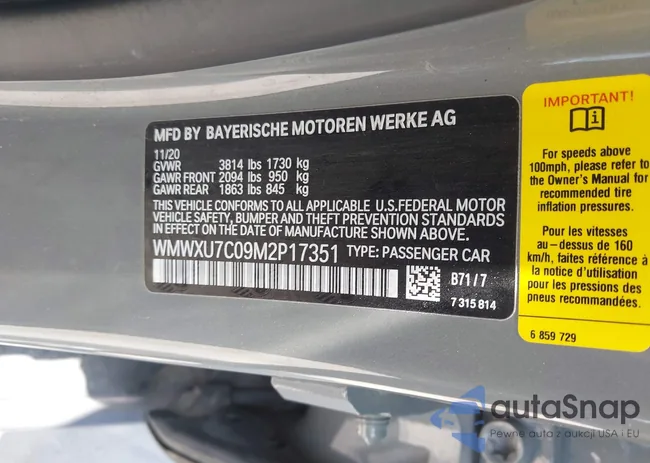 MFD BY BAYERISCHE MOTOREN WERKE AG
11/20
GVWR 3814 lbs 1730 kg
GAWR FRONT 2094 lbs 950 kg
GAWR REAR 1863 lbs 845 kg
THIS VEHICLE CONFORMS TO ALL APPLICABLE U.S.FEDERAL MOTOR
VEHICLE SAFETY, BUMPER AND THEFT PREVENTION STANDARDS
IN EFFECT ON THE DATE OF MANUFACTURE SHOWN ABOVE.
WMWXU7C09M2P17351 TYPE: PASSENGER CAR
B71/7
7 315 814
IMPORTANT!
For speeds above
100mph, please refer to
the Owner's Manual for
recommended tire
inflation pressures.
Pour les vitesses
au-dessus de 160
km/h, faites référence à
la notice d'utilisation
pour les pressions des
pneus recommandées.
6 859 729
autoSnap
Pewne auta z aukcji USA i EU